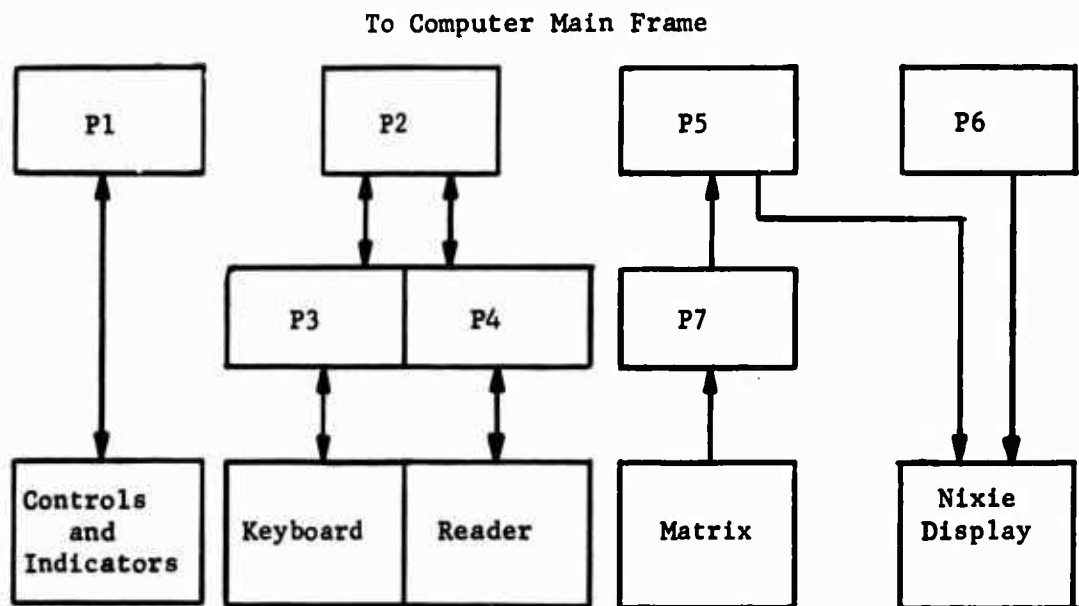 To Computer Main Frame
P1
P2
P5
P6
P3
P4
P7
Controls
and
Indicators
Keyboard
Reader
Matrix
Nixie
Display